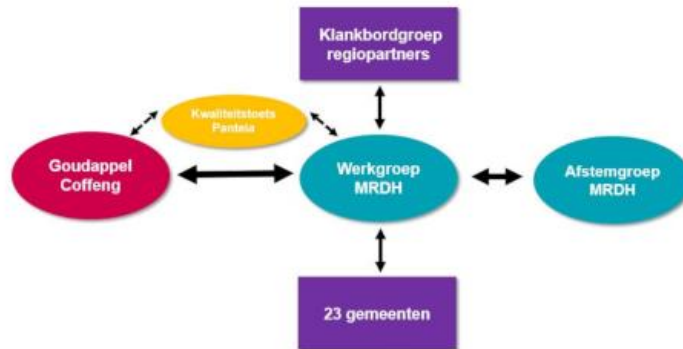 Klankbordgroep
regiopartners
Kwaliteitstoets
Panteia
Goudappel
Coffeng
Werkgroep
MRDH
Afstemgroep
MRDH
23 gemeenten